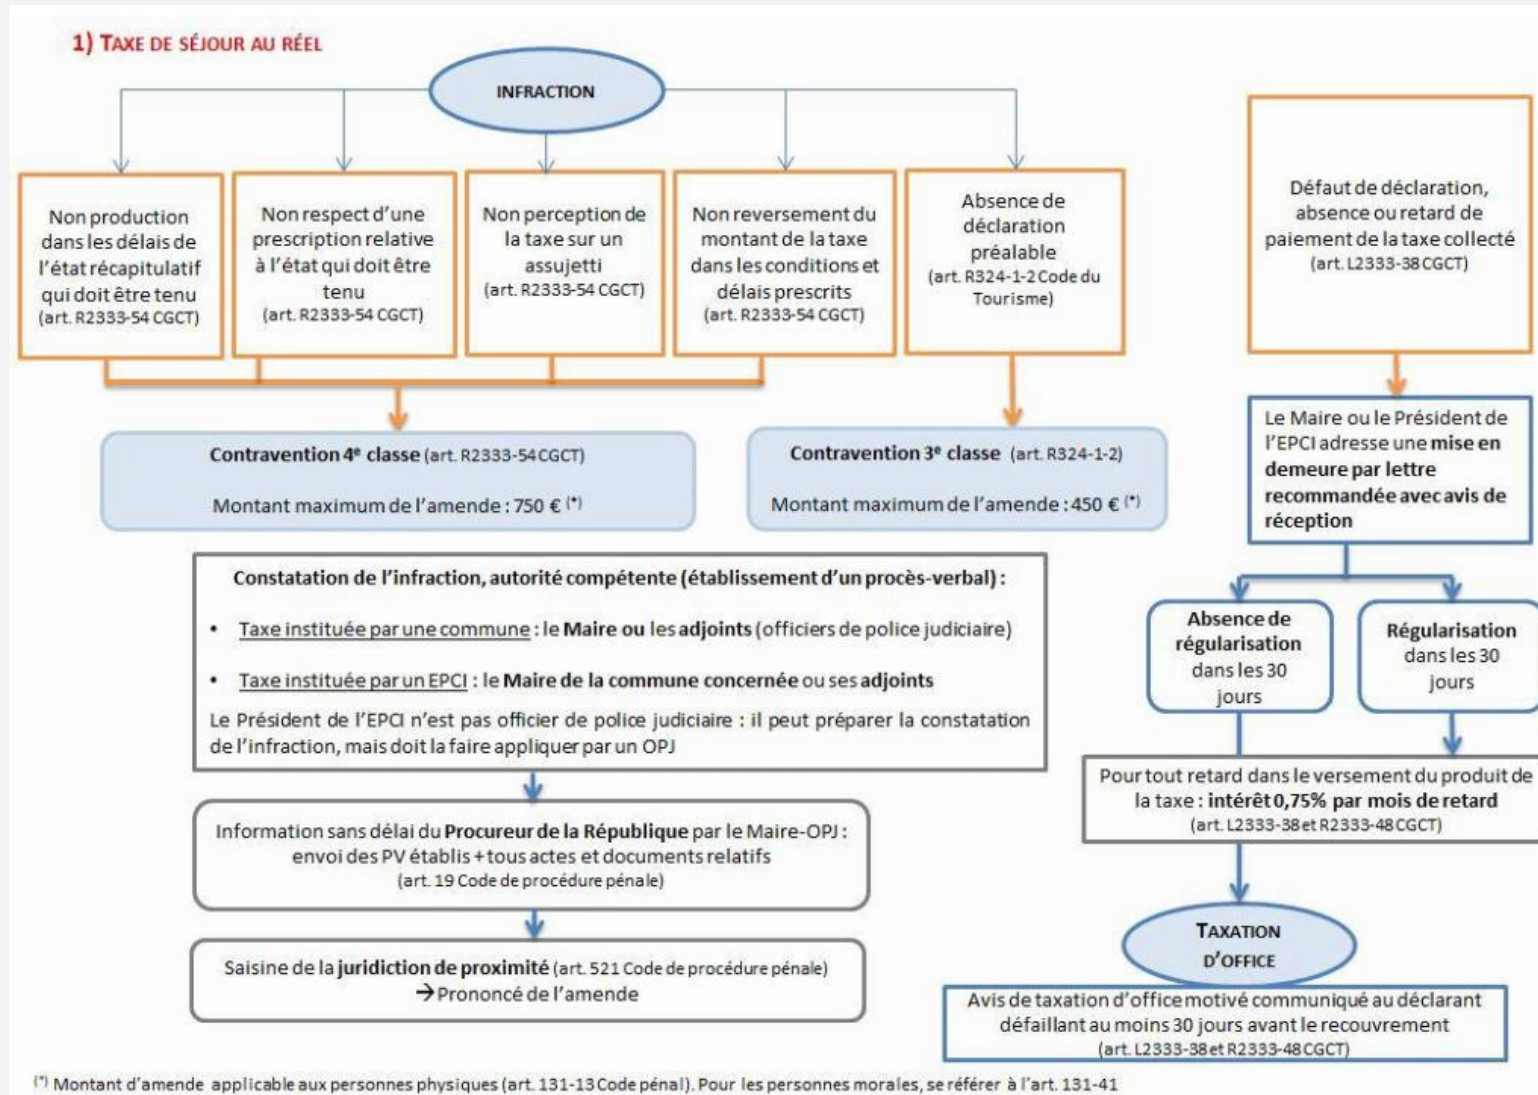 1) TAXE DE SÉJOUR AU RÉEL
INFRACTION
Non production
dans les délais de
l'état récapitulatif
qui doit être tenu
(art. R2333-54 CGCT)
Non respect d'une
prescription relative
à l'état qui doit être
tenu
(art. R2333-54 CGCT)
Non perception de
la taxe sur un
assujetti
(art. R2333-54 CGCT)
Non reversement du
montant de la taxe
dans les conditions et
délais prescrits
(art. R2333-54 CGCT)
Absence de
déclaration
préalable
(art. R324-1-2 Code du
Tourisme)
Contravention 4e classe (art. R2333-54 CGCT)
Montant maximum de l'amende : 750 € (*)
Contravention 3e classe (art. R324-1-2)
Montant maximum de l'amende : 450 € (*)
Constatation de l'infraction, autorité compétente (établissement d'un procès-verbal) :
• Taxe instituée par une commune : le Maire ou les adjoints (officiers de police judiciaire)
• Taxe instituée par un EPCI : le Maire de la commune concernée ou ses adjoints
Le Président de l'EPCI n'est pas officier de police judiciaire : il peut préparer la constatation
de l'infraction, mais doit la faire appliquer par un OPJ
Information sans délai du Procureur de la République par le Maire-OPJ :
envoi des PV établis + tous actes et documents relatifs
(art. 19 Code de procédure pénale)
Saisine de la juridiction de proximité (art. 521 Code de procédure pénale)
→ Prononcé de l'amende
Défaut de déclaration,
absence ou retard de
paiement de la taxe collecté
(art. L2333-38 CGCT)
Le Maire ou le Président de
l'EPCI adresse une mise en
demeure par lettre
recommandée avec avis de
réception
Absence de
régularisation
dans les 30
jours
Régularisation
dans les 30
jours
Pour tout retard dans le versement du produit de
la taxe : intérêt 0,75% par mois de retard
(art. L2333-38 et R2333-48 CGCT)
TAXATION
D'OFFICE
Avis de taxation d'office motivé communiqué au déclarant
défaillant au moins 30 jours avant le recouvrement
(art. L2333-38 et R2333-48 CGCT)
(*) Montant d'amende applicable aux personnes physiques (art. 131-13 Code pénal). Pour les personnes morales, se référer à l'art. 131-41